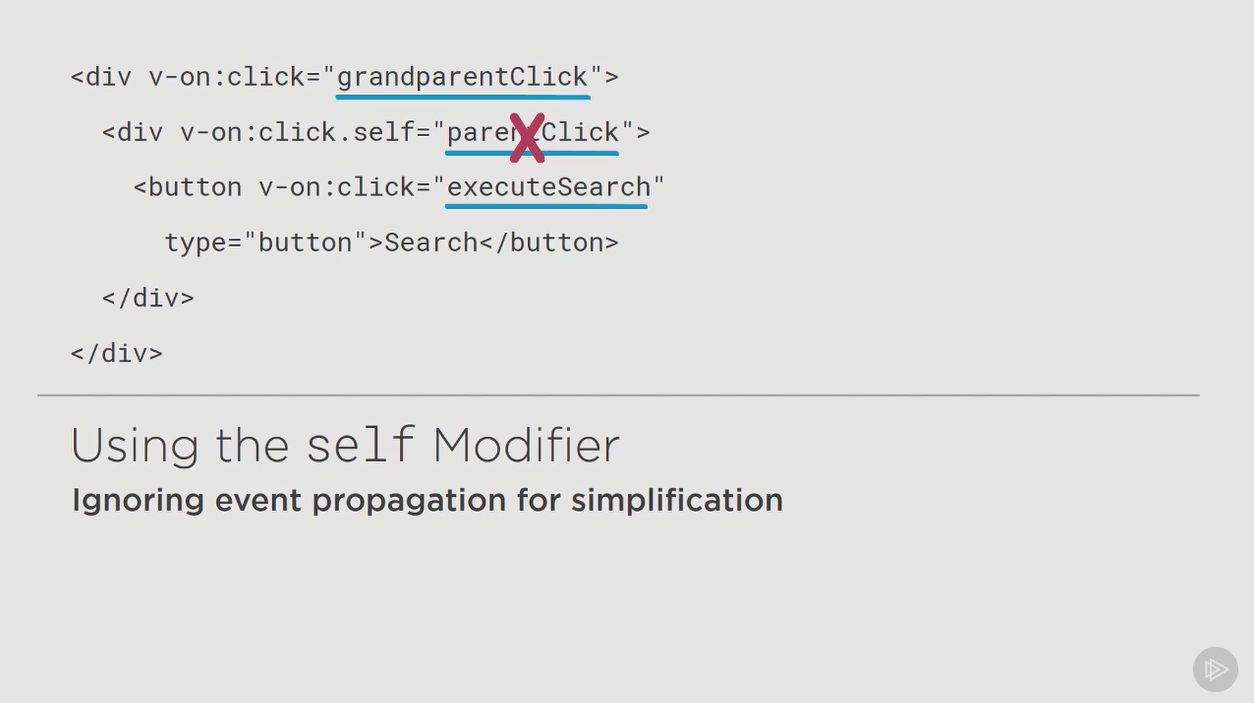 <div v-on:click="grandparentClick">
<div v-on:click.self="parentClick">
<button v-on:click="executeSearch"
type="button">Search</button>
</div>
</div>
Using the self Modifier
Ignoring event propagation for simplification